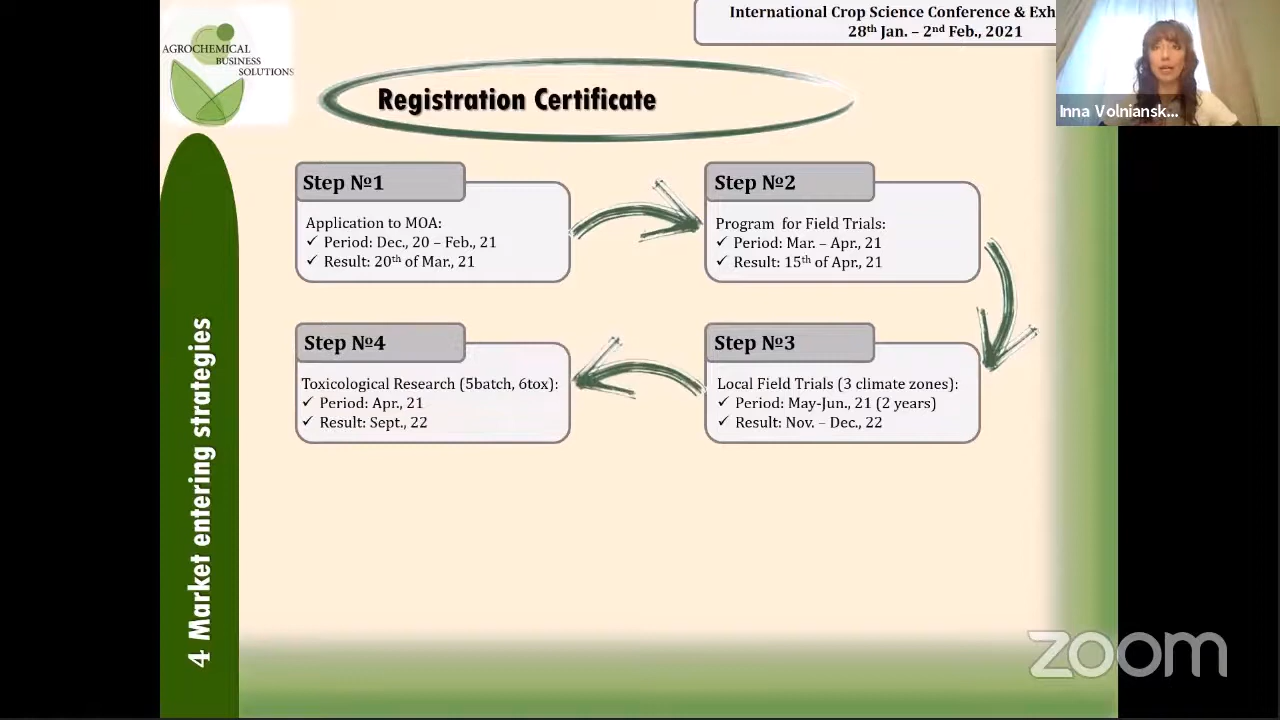 International Crop Science Conference & Exh
28th Jan. – 2nd Feb., 2021
AGROCHEMICAL
BUSINESS
SOLUTIONS
Inna Volniansk...
Registration Certificate
Step №1
Application to MOA:
✓ Period: Dec., 20 – Feb., 21
✓ Result: 20th of Mar., 21
Step №2
Program for Field Trials:
✓ Period: Mar. – Apr., 21
✓ Result: 15th of Apr., 21
Step №3
Local Field Trials (3 climate zones):
✓ Period: May-Jun., 21 (2 years)
✓ Result: Nov. – Dec., 22
Step №4
Toxicological Research (5batch, 6tox):
✓ Period: Apr., 21
✓ Result: Sept., 22
4 Market entering strategies
zoom